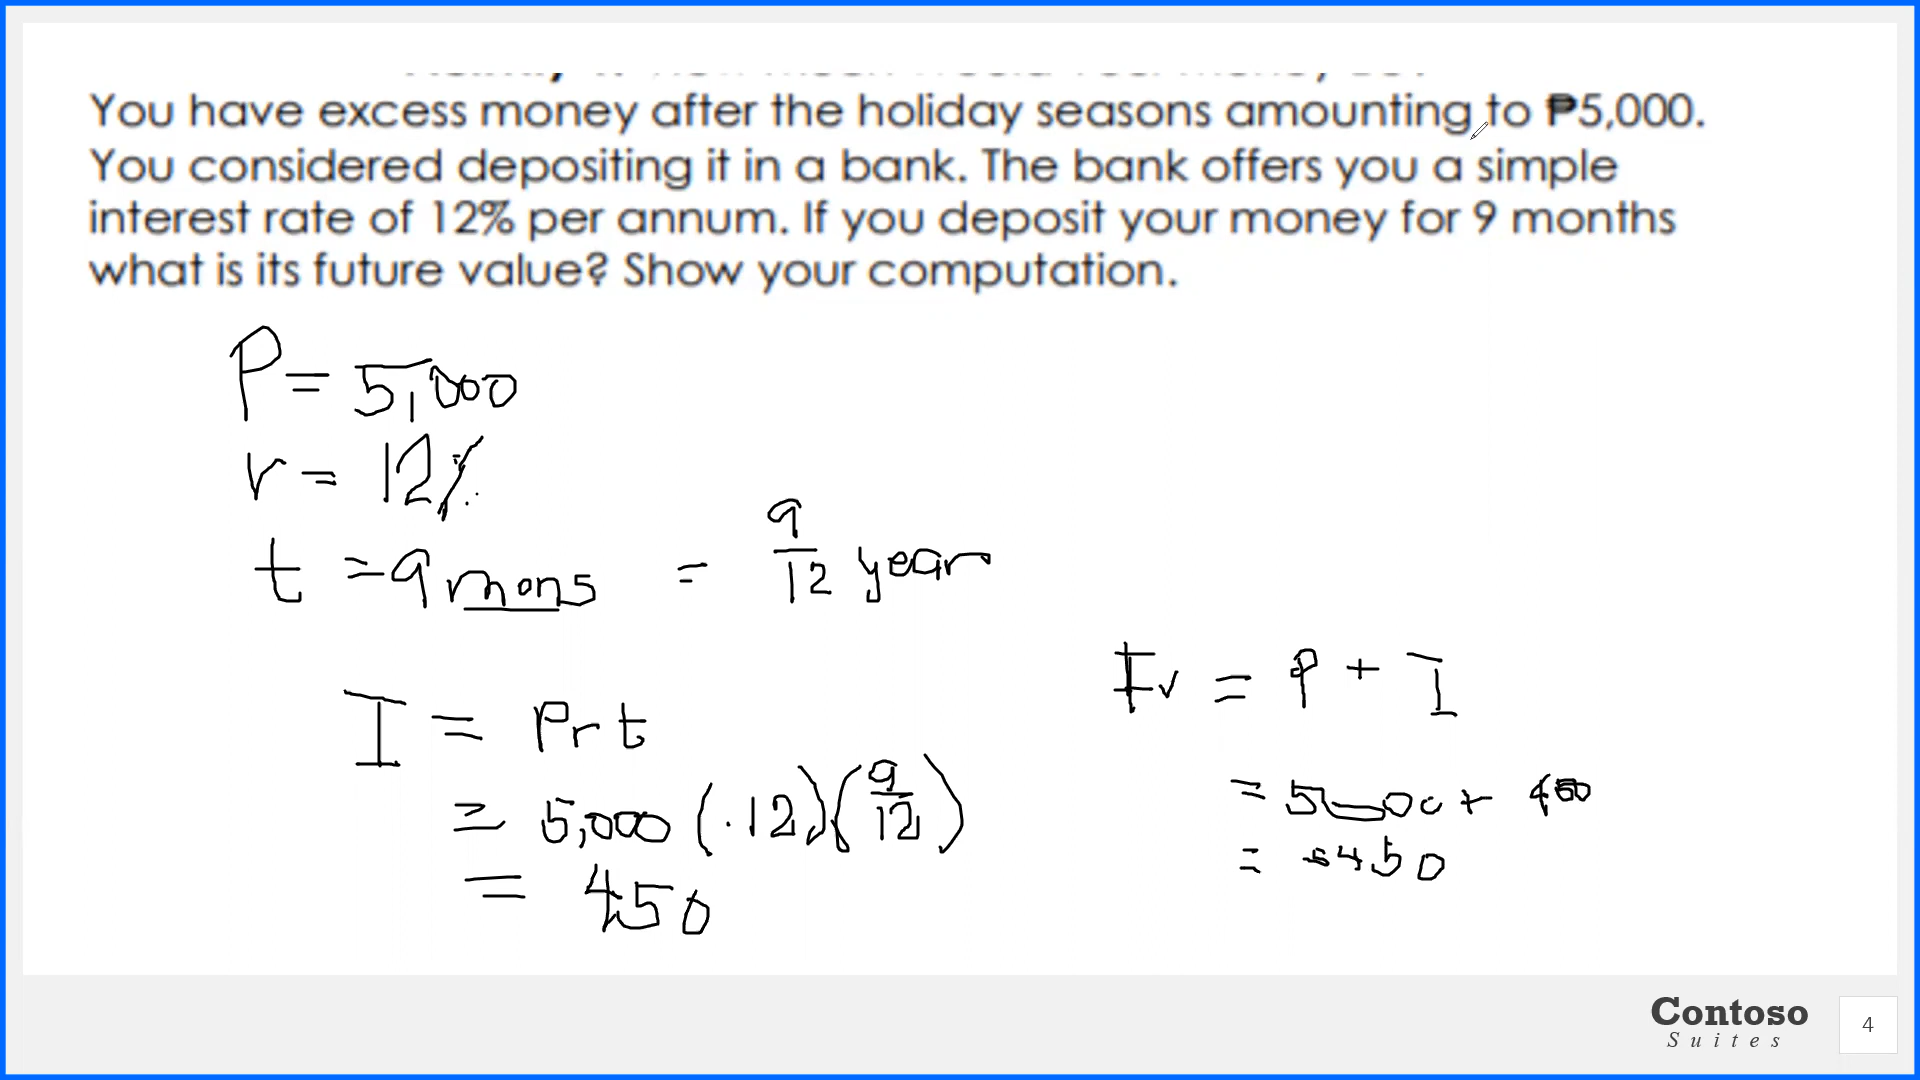 You have excess money after the holiday seasons amounting to ₱5,000.
You considered depositing it in a bank. The bank offers you a simple
interest rate of 12% per annum. If you deposit your money for 9 months
what is its future value? Show your computation.
P = 5,000
r = 12%
t = 9 mons = 9/12 year
I = Prt
= 5,000 (.12)(9/12)
= 450
Fv = P + I
= 5000 + 450
= 5450
Contoso
Suites
4